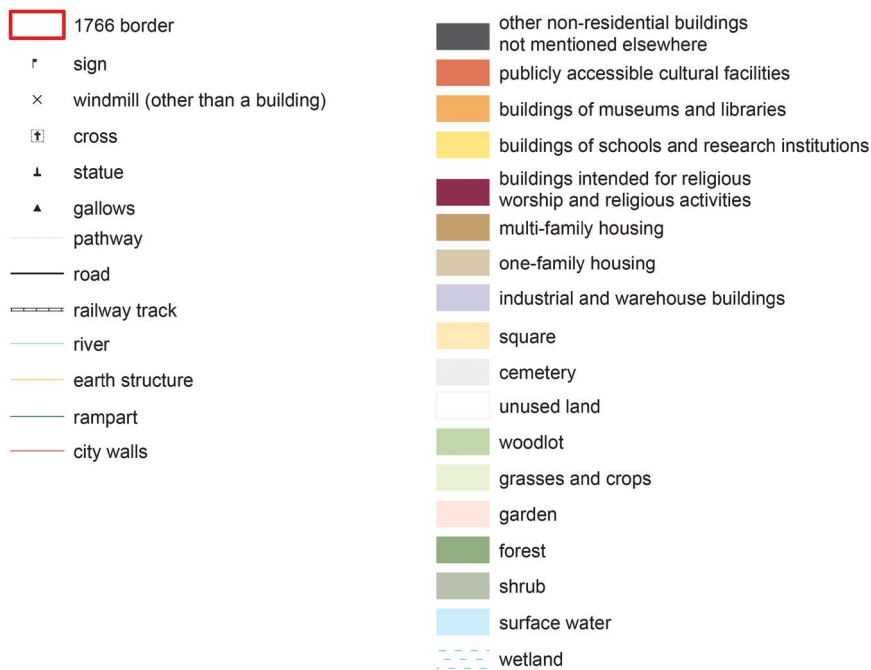 1766 border
sign
windmill (other than a building)
cross
statue
gallows
pathway
road
railway track
river
earth structure
rampart
city walls
other non-residential buildings
not mentioned elsewhere
publicly accessible cultural facilities
buildings of museums and libraries
buildings of schools and research institutions
buildings intended for religious
worship and religious activities
multi-family housing
one-family housing
industrial and warehouse buildings
square
cemetery
unused land
woodlot
grasses and crops
garden
forest
shrub
surface water
wetland